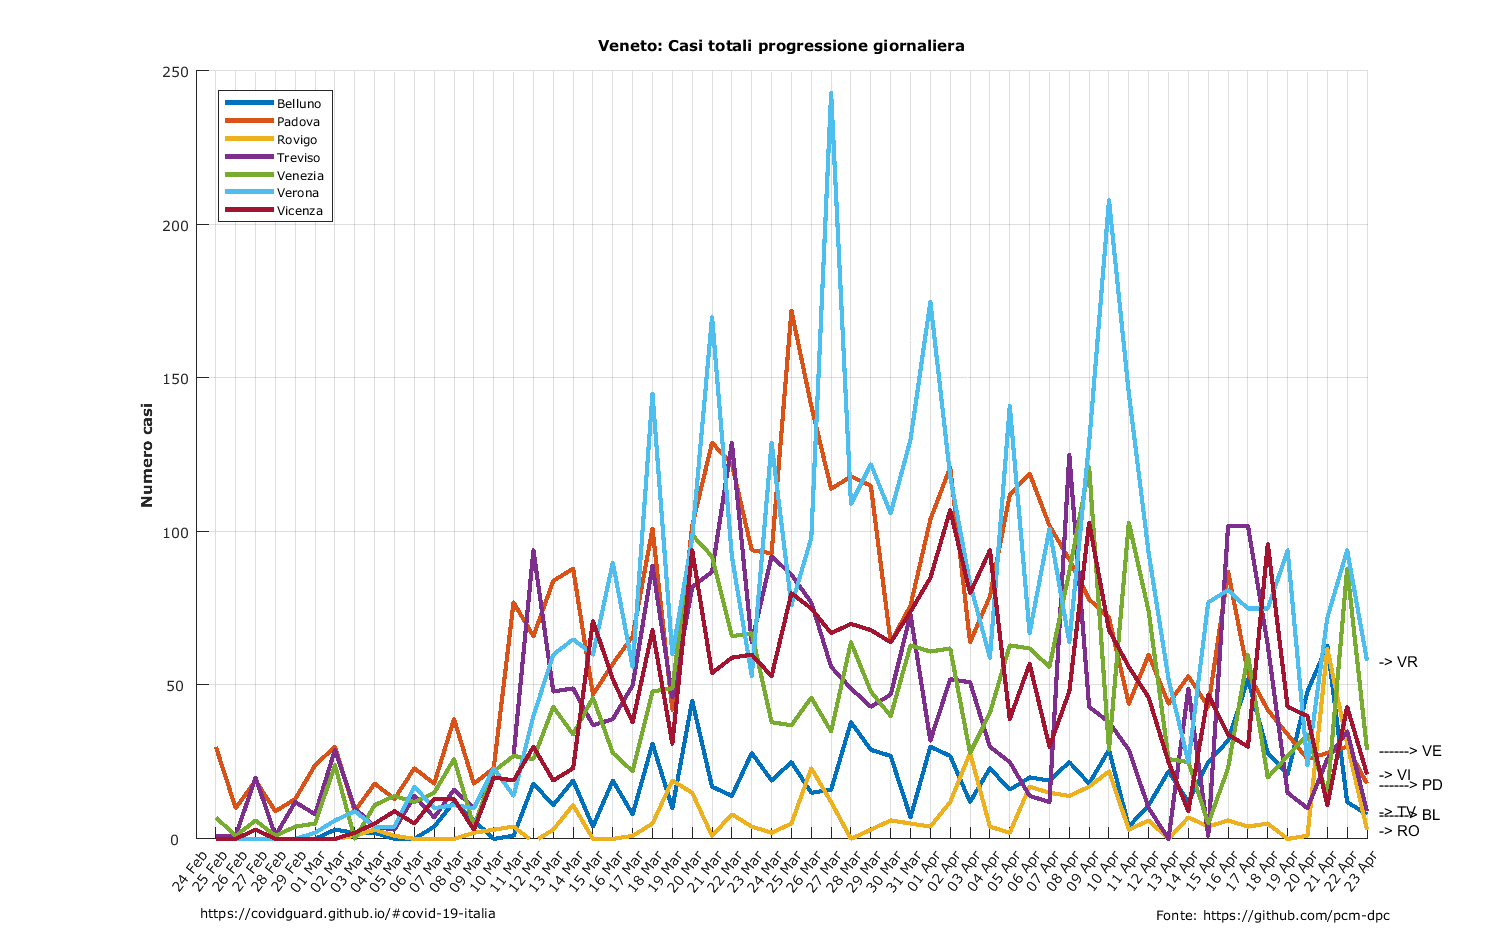 Veneto: Casi totali progressione giornaliera
250
200
150
100
50
0
Numero casi
Belluno
Padova
Rovigo
Treviso
Venezia
Verona
Vicenza
-> VR
------> VE
-> VI
------> PD
-> TV
------> BL
-> RO
24 Feb
25 Feb
26 Feb
27 Feb
28 Feb
29 Feb
01 Mar
02 Mar
03 Mar
04 Mar
05 Mar
06 Mar
07 Mar
08 Mar
09 Mar
10 Mar
11 Mar
12 Mar
13 Mar
14 Mar
15 Mar
16 Mar
17 Mar
18 Mar
19 Mar
20 Mar
21 Mar
22 Mar
23 Mar
24 Mar
25 Mar
26 Mar
27 Mar
28 Mar
29 Mar
30 Mar
31 Mar
01 Apr
02 Apr
03 Apr
04 Apr
05 Apr
06 Apr
07 Apr
08 Apr
09 Apr
10 Apr
11 Apr
12 Apr
13 Apr
14 Apr
15 Apr
16 Apr
17 Apr
18 Apr
19 Apr
20 Apr
21 Apr
22 Apr
23 Apr
https://covidguard.github.io/#covid-19-italia
Fonte: https://github.com/pcm-dpc